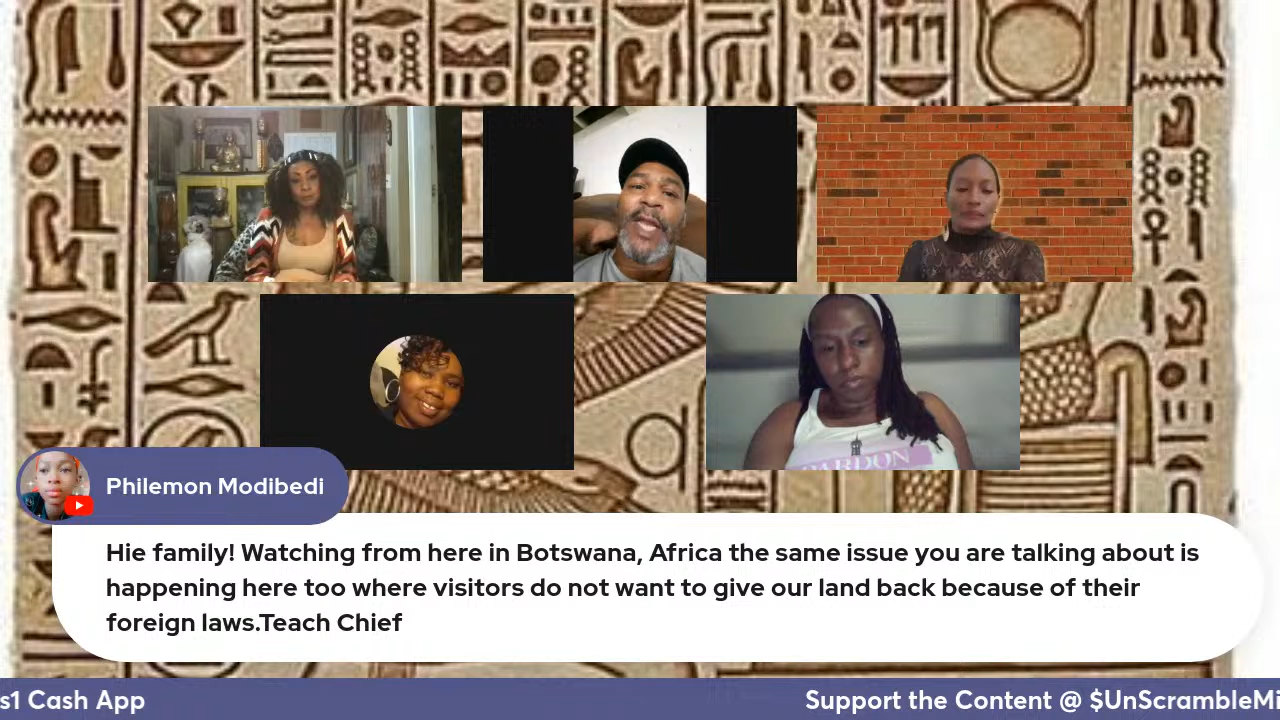 PARDON
Philemon Modibedi
Hie family! Watching from here in Botswana, Africa the same issue you are talking about is
happening here too where visitors do not want to give our land back because of their
foreign laws.Teach Chief
s1 Cash App
Support the Content @ $UnScrambleMi